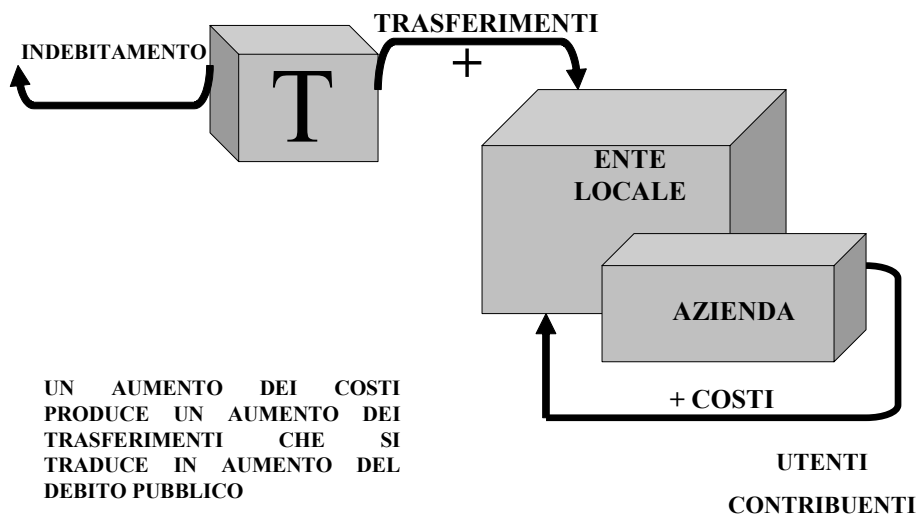 INDEBITAMENTO
T
TRASFERIMENTI
+
ENTE
LOCALE
AZIENDA
+ COSTI
UN AUMENTO DEI COSTI
PRODUCE UN AUMENTO DEI
TRASFERIMENTI CHE SI
TRADUCE IN AUMENTO DEL
DEBITO PUBBLICO
UTENTI
CONTRIBUENTI